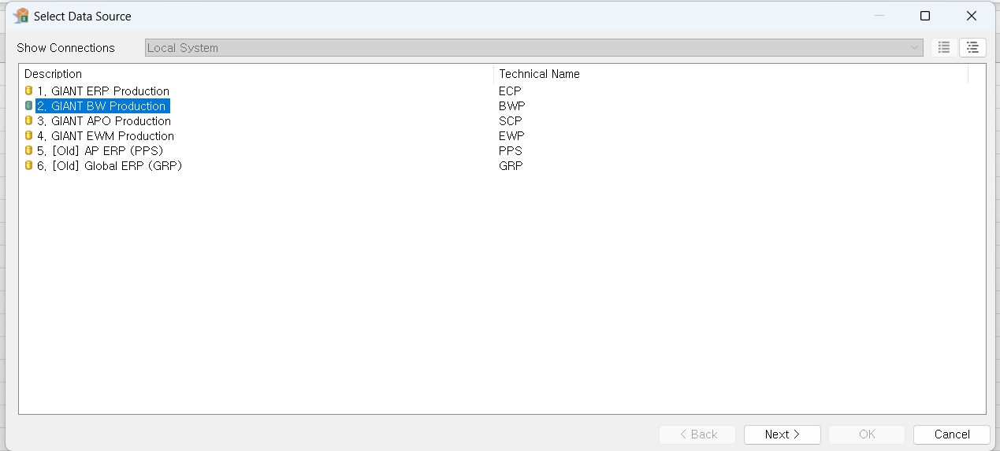 Select Data Source
Show Connections Local System
Description Technical Name
1. GIANT ERP Production ECP
2. GIANT BW Production BWP
3. GIANT APO Production SCP
4. GIANT EWM Production EWP
5. [Old] AP ERP (PPS) PPS
6. [Old] Global ERP (GRP) GRP
< Back Next > OK Cancel